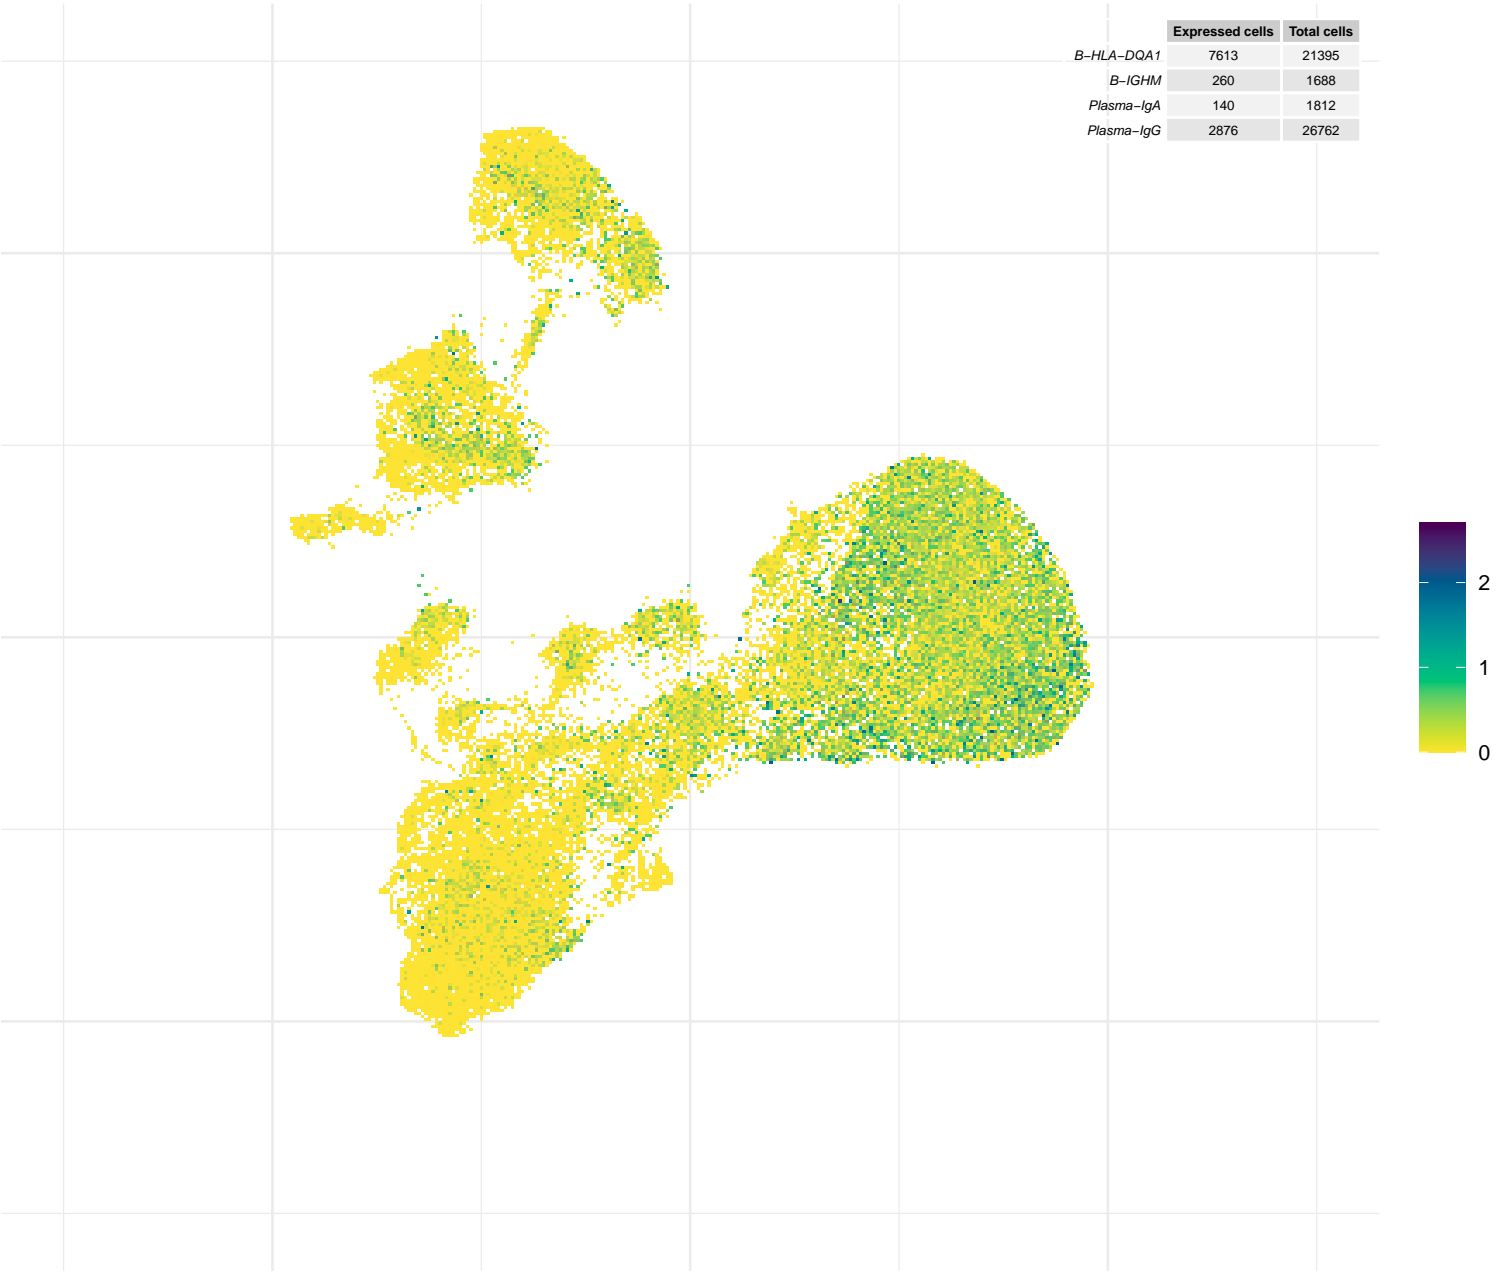 Expressed cells Total cells
B−HLA−DQA1 7613 21395
B−IGHM 260 1688
Plasma−IgA 140 1812
Plasma−IgG 2876 26762
2
1
0